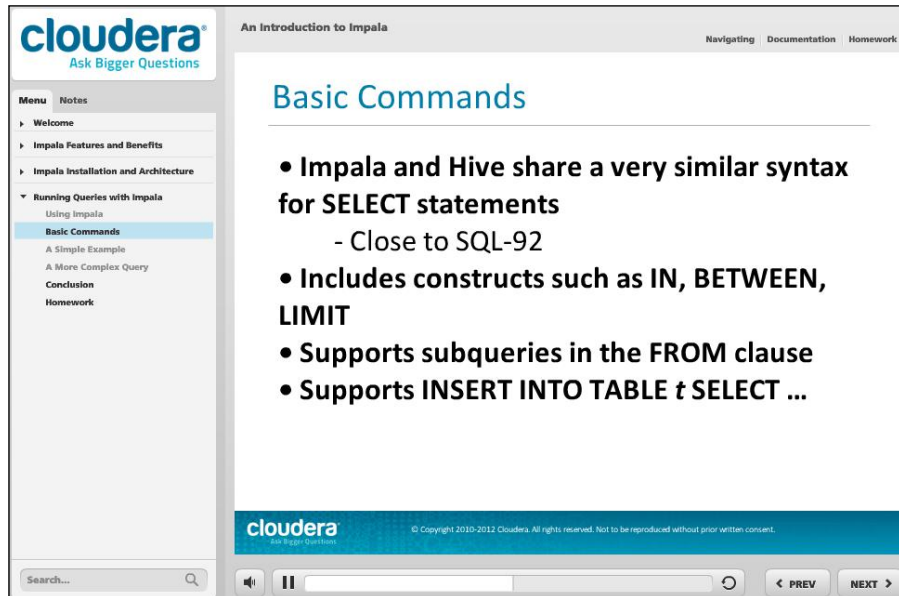 cloudera®
Ask Bigger Questions
An Introduction to Impala
Navigating Documentation Homework
Menu Notes
Welcome
Impala Features and Benefits
Impala Installation and Architecture
Running Queries with Impala
Using Impala
Basic Commands
A Simple Example
A More Complex Query
Conclusion
Homework
Search...
Basic Commands
• Impala and Hive share a very similar syntax
for SELECT statements
- Close to SQL-92
• Includes constructs such as IN, BETWEEN,
LIMIT
• Supports subqueries in the FROM clause
• Supports INSERT INTO TABLE t SELECT …
cloudera
Ask Bigger Questions
© Copyright 2010-2012 Cloudera. All rights reserved. Not to be reproduced without prior written consent.
< PREV NEXT >